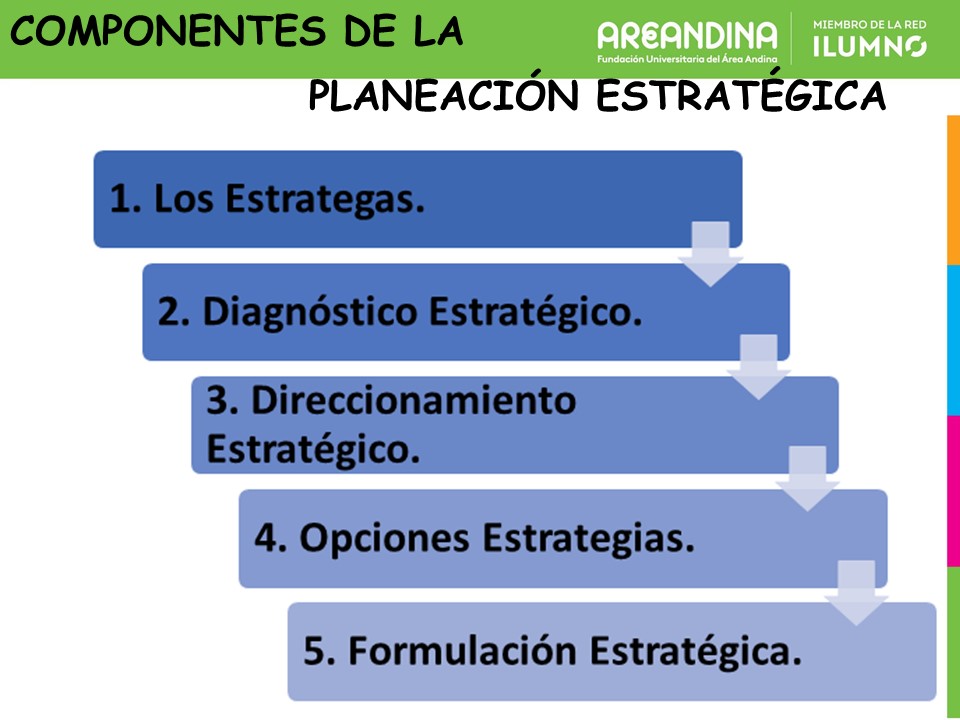 COMPONENTES DE LA
PLANEACIÓN ESTRATÉGICA
AREANDINA
Fundación Universitaria del Área Andina
MIEMBRO DE LA RED
ILUMNO
1. Los Estrategas.
2. Diagnóstico Estratégico.
3. Direccionamiento
Estratégico.
4. Opciones Estrategias.
5. Formulación Estratégica.